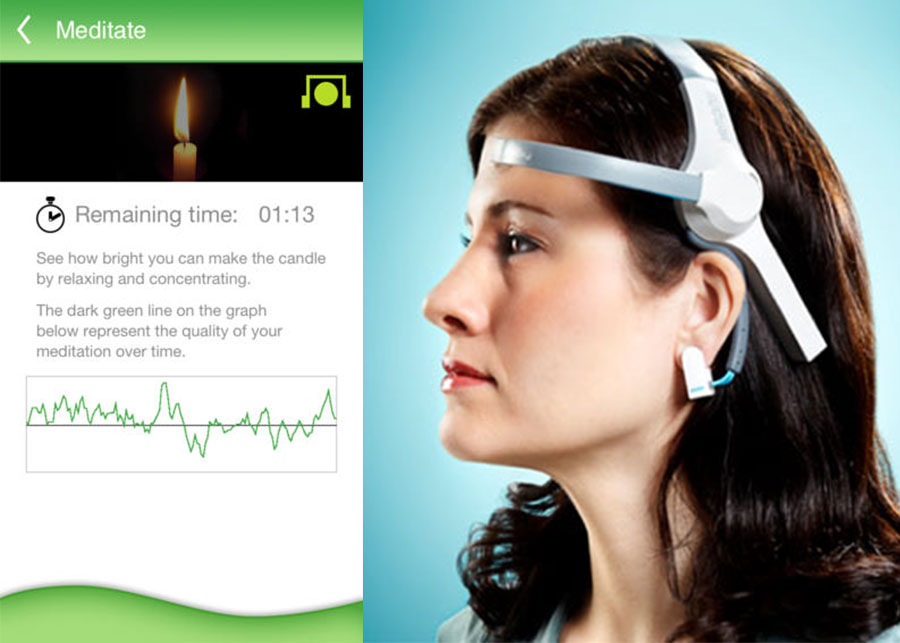 Meditate
Remaining time: 01:13
See how bright you can make the candle
by relaxing and concentrating.
The dark green line on the graph
below represent the quality of your
meditation over time.